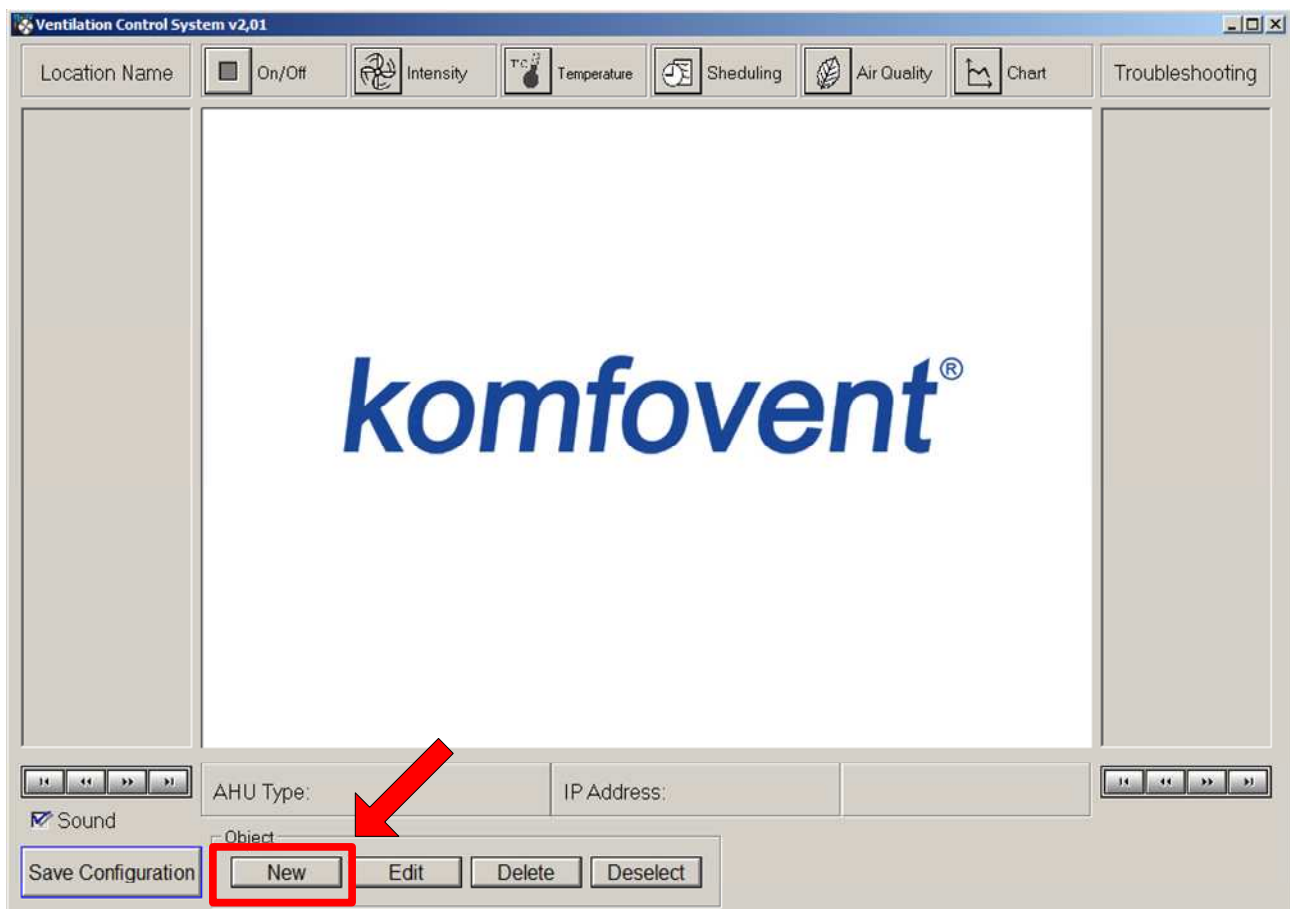 Ventilation Control System v2,01
Location Name On/Off Intensity Temperature Sheduling Air Quality Chart Troubleshooting
komfovent®
AHU Type: IP Address:
Sound
Object
Save Configuration New Edit Delete Deselect